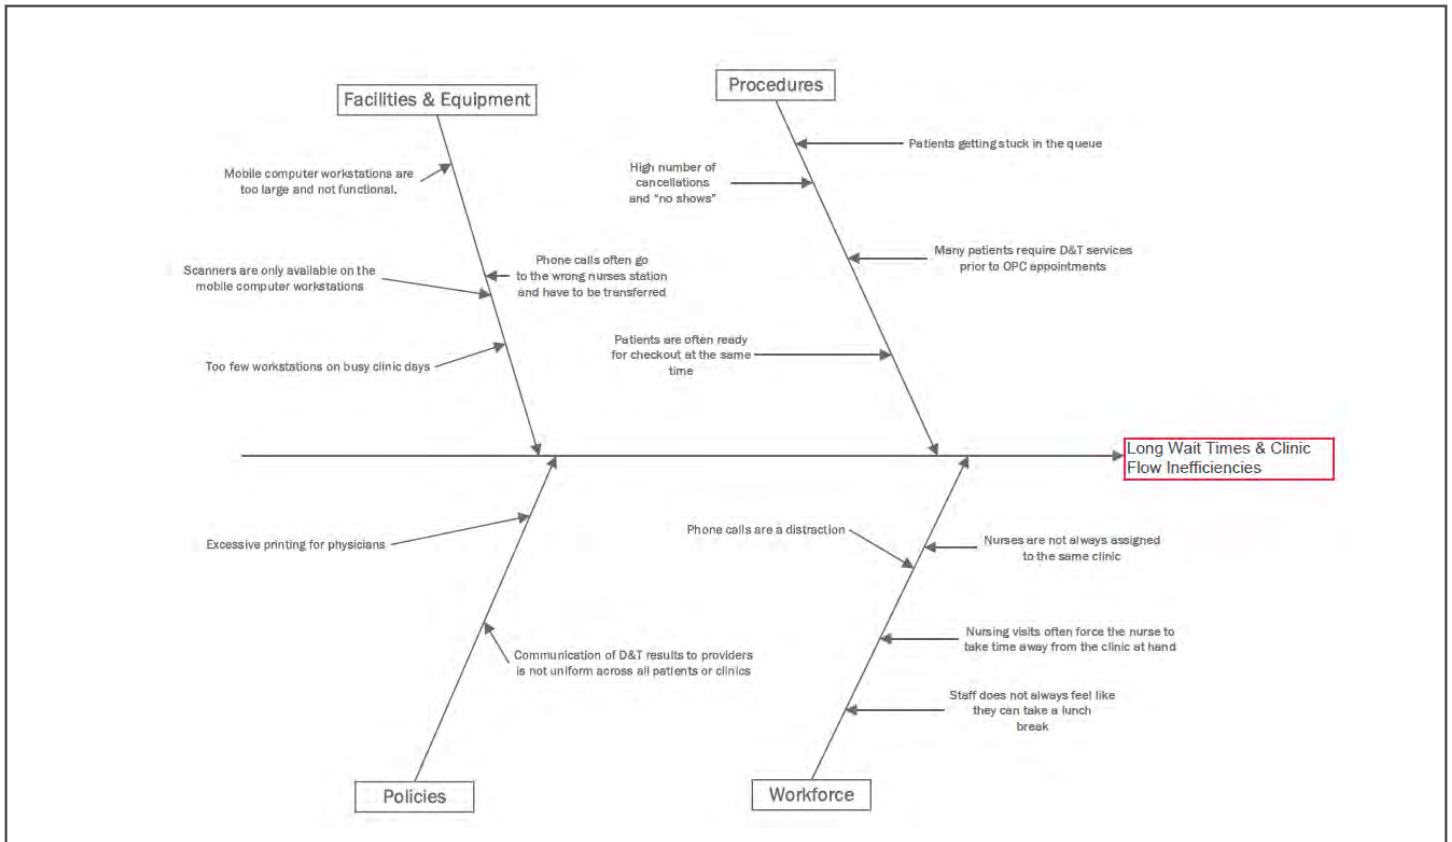 Facilities & Equipment
Mobile computer workstations are
too large and not functional.
Phone calls often go
to the wrong nurses station
and have to be transferred
Scanners are only available on the
mobile computer workstations
Too few workstations on busy clinic days
Procedures
Patients getting stuck in the queue
High number of
cancellations
and “no shows”
Many patients require D&T services
prior to OPC appointments
Patients are often ready
for checkout at the same
time
Long Wait Times & Clinic
Flow Inefficiencies
Excessive printing for physicians
Communication of D&T results to providers
is not uniform across all patients or clinics
Policies
Phone calls are a distraction
Nurses are not always assigned
to the same clinic
Nursing visits often force the nurse to
take time away from the clinic at hand
Staff does not always feel like
they can take a lunch
break
Workforce